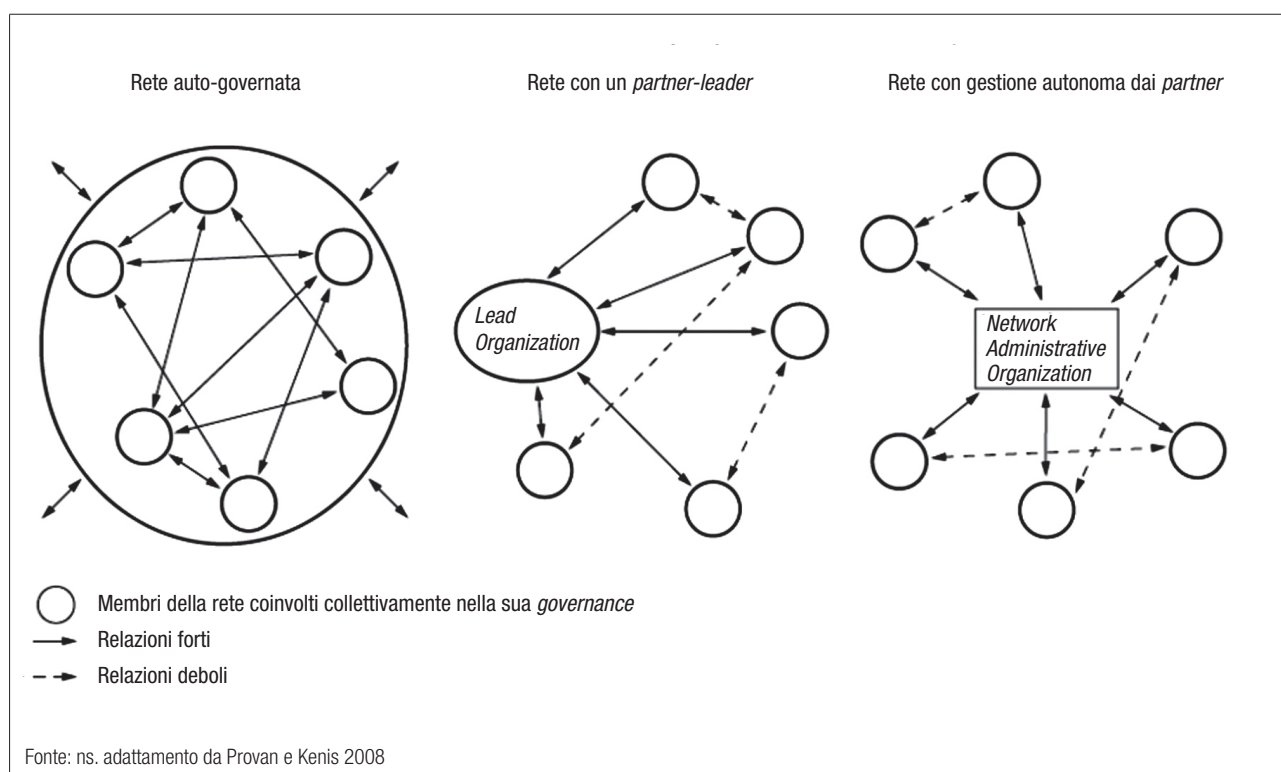 Rete auto-governata
Rete con un partner-leader
Rete con gestione autonoma dai partner
Lead
Organization
Network
Administrative
Organization
Membri della rete coinvolti collettivamente nella sua governance
Relazioni forti
Relazioni deboli
Fonte: ns. adattamento da Provan e Kenis 2008